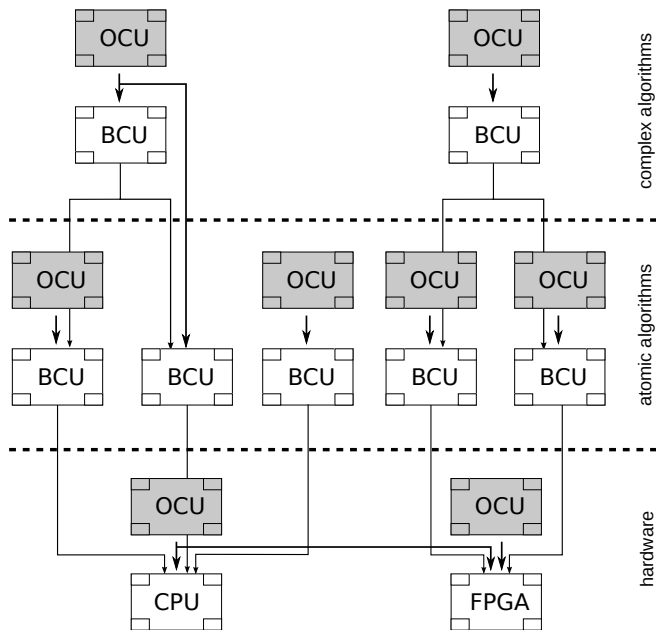 OCU
OCU
BCU
BCU
complex algorithms
OCU
OCU
OCU
OCU
BCU
BCU
BCU
BCU
BCU
atomic algorithms
OCU
OCU
CPU
FPGA
hardware